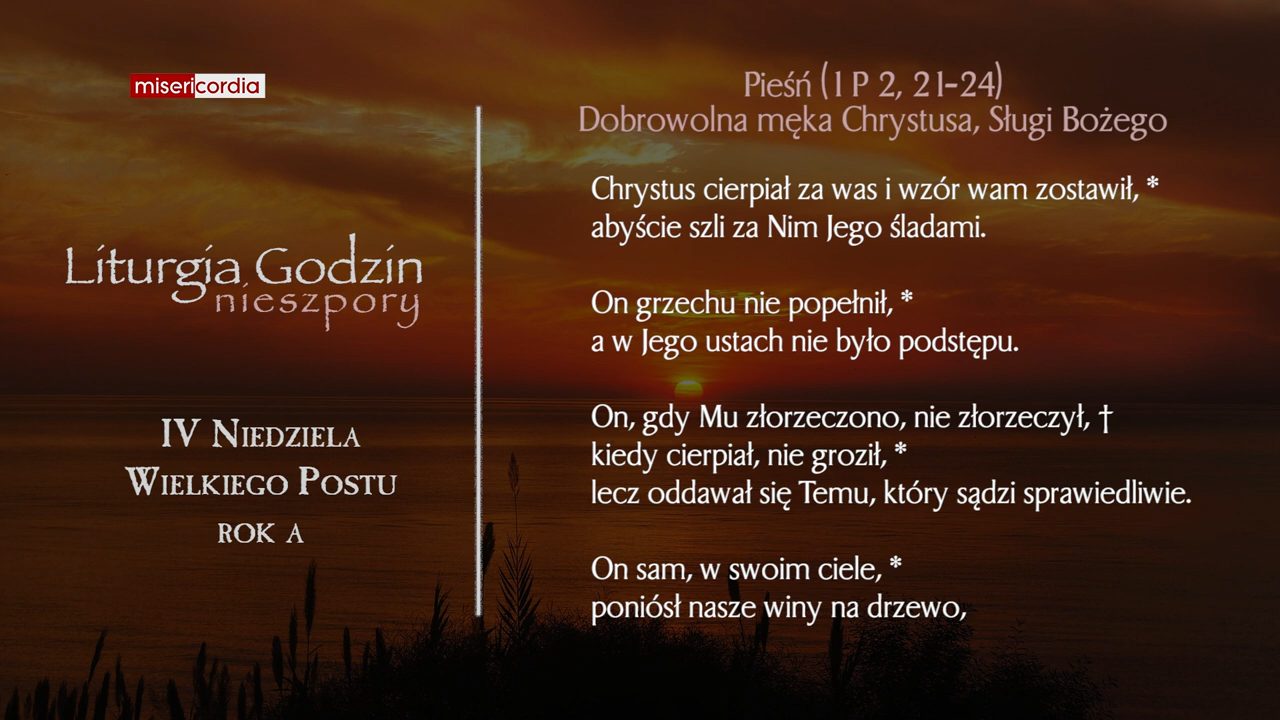 misericordia
Liturgia Godzin
nieszpory
IV Niedziela
Wielkiego Postu
rok A
Pieśń (1 P 2, 21-24)
Dobrowolna męka Chrystusa, Sługi Bożego
Chrystus cierpiał za was i wzór wam zostawił, *
abyście szli za Nim Jego śladami.
On grzechu nie popełnił, *
a w Jego ustach nie było podstępu.
On, gdy Mu złorzeczono, nie złorzeczył, †
kiedy cierpiał, nie groził, *
lecz oddawał się Temu, który sądzi sprawiedliwie.
On sam, w swoim ciele, *
poniósł nasze winy na drzewo,